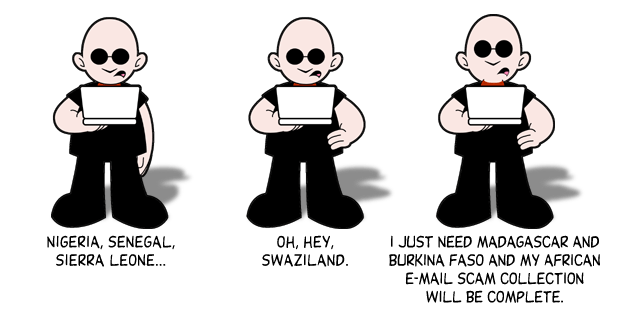 NIGERIA, SENEGAL,
SIERRA LEONE...
OH, HEY,
SWAZILAND.
I JUST NEED MADAGASCAR AND
BURKINA FASO AND MY AFRICAN
E-MAIL SCAM COLLECTION
WILL BE COMPLETE.